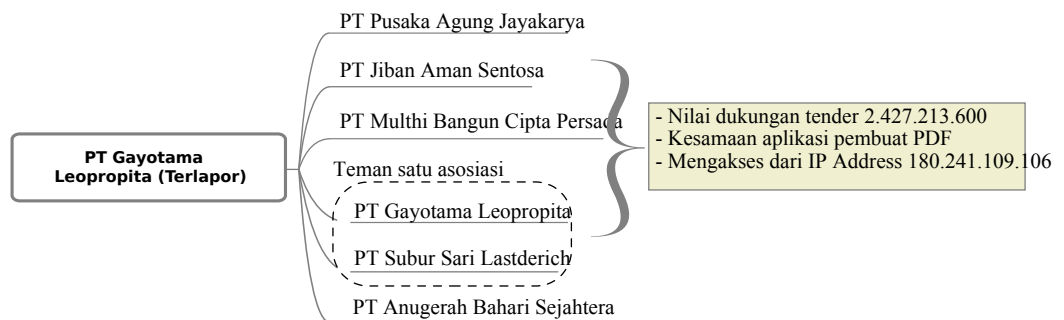 PT Pusaka Agung Jayakarya
PT Jiban Aman Sentosa
PT Multhi Bangun Cipta Persada
Teman satu asosiasi
PT Gayotama Leopropita
PT Subur Sari Lastderich
PT Anugerah Bahari Sejahtera
PT Gayotama
Leopropita (Terlapor)
- Nilai dukungan tender 2.427.213.600
- Kesamaan aplikasi pembuat PDF
- Mengakses dari IP Address 180.241.109.106